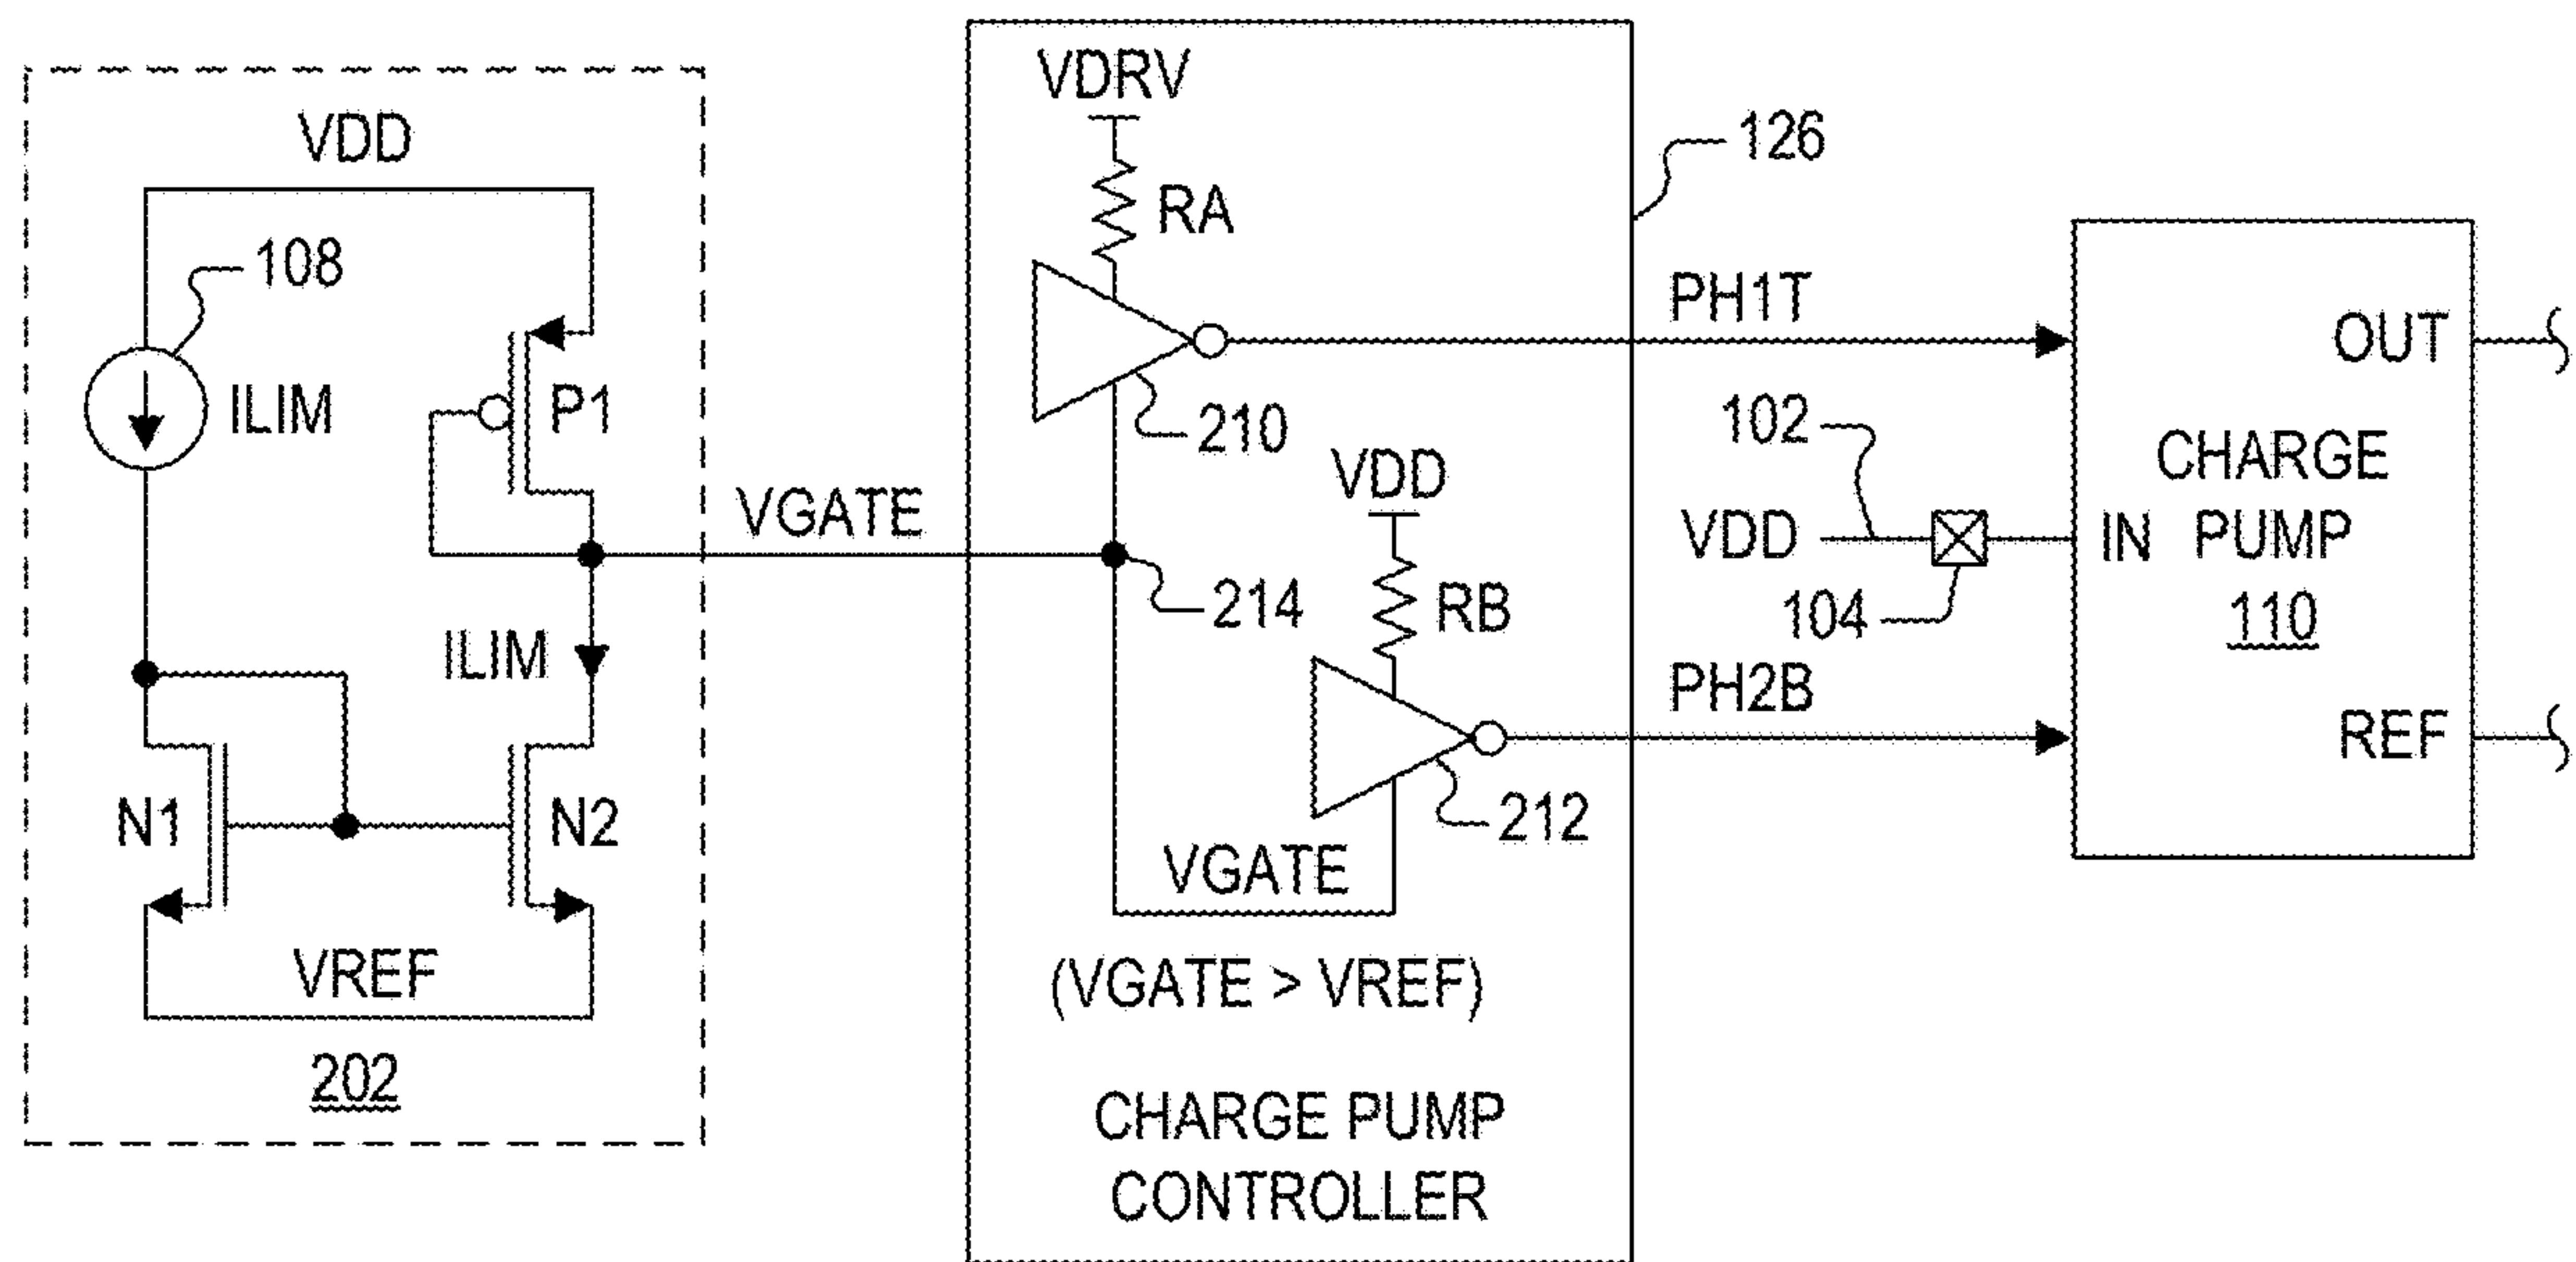 VDD
108
ILIM
P1
ILIM
N1
N2
VREF
202
VGATE
VDRV
RA
210
VDD
214
RB
212
VGATE
(VGATE > VREF)
CHARGE PUMP
CONTROLLER
126
PH1T
102
VDD
104
PH2B
OUT
CHARGE
IN PUMP
110
REF